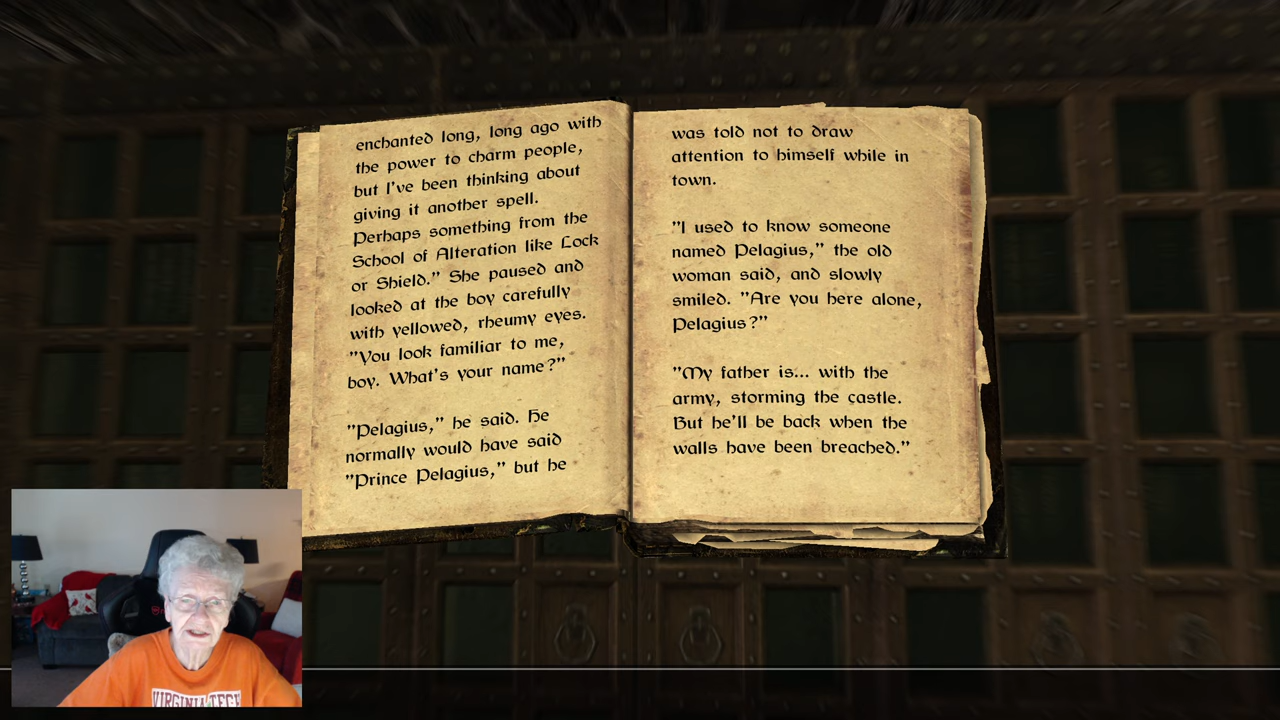 enchanted long, long ago with
the power to charm people,
but I've been thinking about
giving it another spell.
Perhaps something from the
School of Alteration like Lock
or Shield." She paused and
looked at the boy carefully
with yellowed, rheumy eyes.
"You look familiar to me,
boy. What's your name?"
"Pelagius," he said. He
normally would have said
"Prince Pelagius," but he
was told not to draw
attention to himself while in
town.
"I used to know someone
named Pelagius," the old
woman said, and slowly
smiled. "Are you here alone,
Pelagius?"
"My father is... with the
army, storming the castle.
But he'll be back when the
walls have been breached."
VIRGINIA TECH